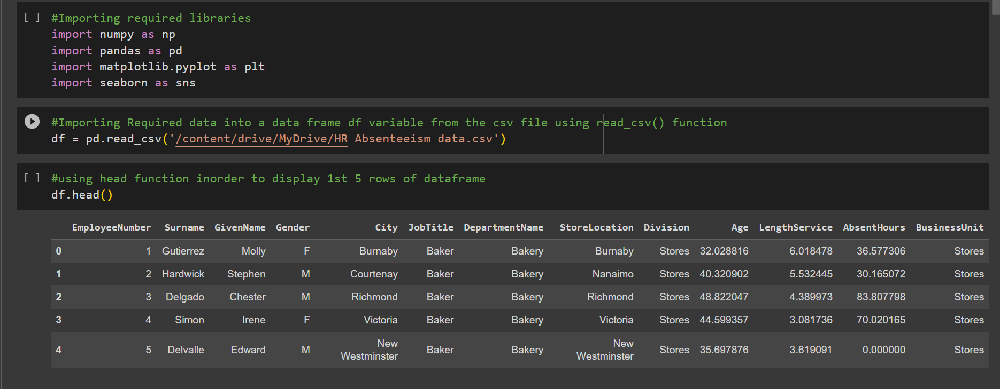 [ ] #Importing required libraries
import numpy as np
import pandas as pd
import matplotlib.pyplot as plt
import seaborn as sns
#Importing Required data into a data frame df variable from the csv file using read_csv() function
df = pd.read_csv('/content/drive/MyDrive/HR Absenteeism data.csv')
[ ] #using head function inorder to display 1st 5 rows of dataframe
df.head()
EmployeeNumber Surname GivenName Gender City JobTitle DepartmentName StoreLocation Division Age LengthService AbsentHours BusinessUnit
0 1 Gutierrez Molly F Burnaby Baker Bakery Burnaby Stores 32.028816 6.018478 36.577306 Stores
1 2 Hardwick Stephen M Courtenay Baker Bakery Nanaimo Stores 40.320902 5.532445 30.165072 Stores
2 3 Delgado Chester M Richmond Baker Bakery Richmond Stores 48.822047 4.389973 83.807798 Stores
3 4 Simon Irene F Victoria Baker Bakery Victoria Stores 44.599357 3.081736 70.020165 Stores
4 5 Delvalle Edward M New Westminster Baker Bakery New Westminster Stores 35.697876 3.619091 0.000000 Stores